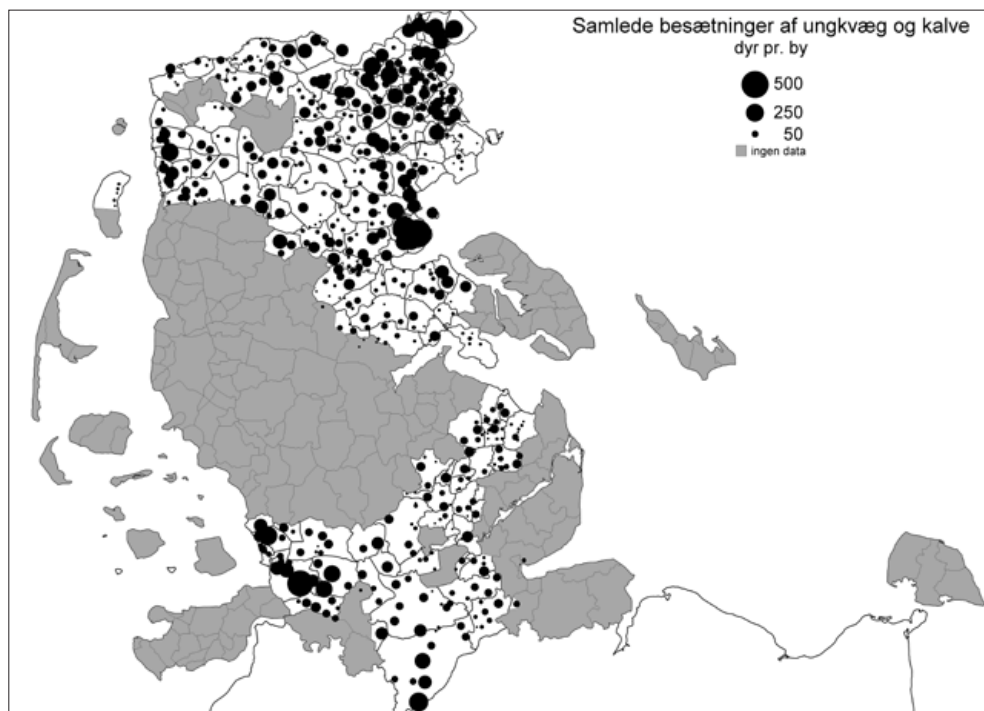 Samlede besætninger af ungkvæg og kalve
dyr pr. by
500
250
50
ingen data